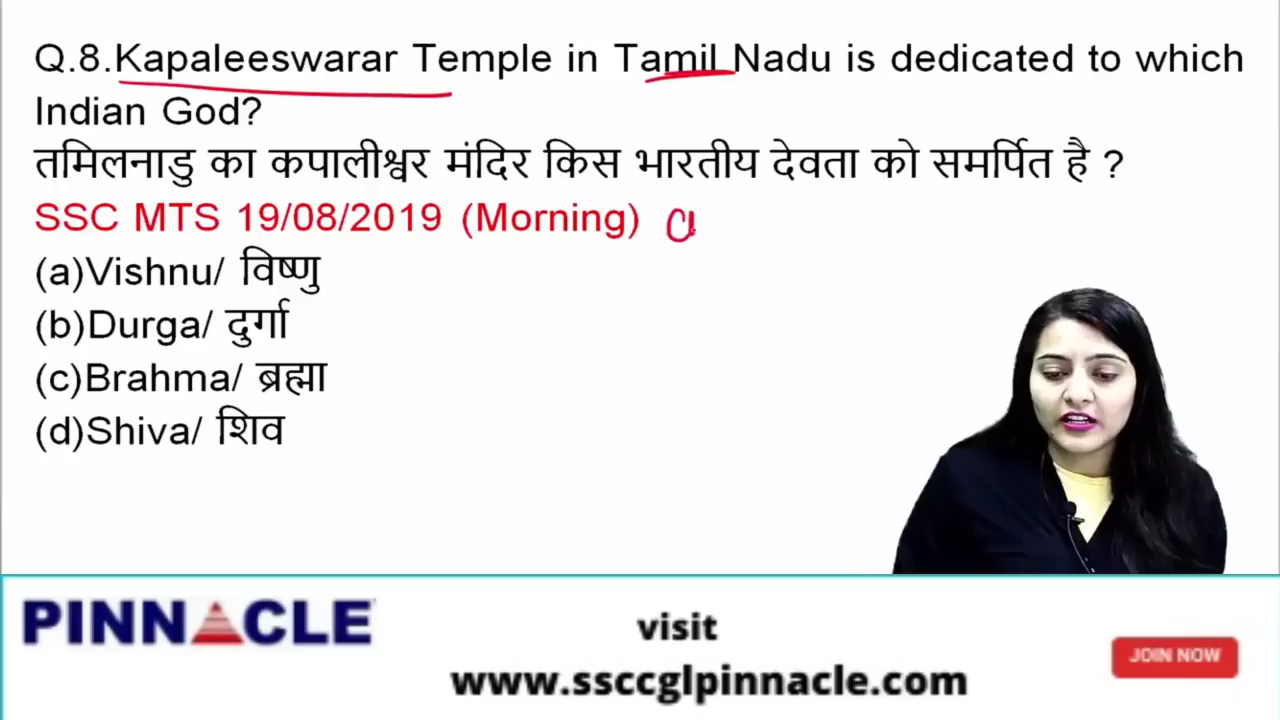 Q.8.Kapaleeswarar Temple in Tamil Nadu is dedicated to which
Indian God?
तमिलनाडु का कपालीश्वर मंदिर किस भारतीय देवता को समर्पित है ?
SSC MTS 19/08/2019 (Morning)
(a)Vishnu/ विष्णु
(b)Durga/ दुर्गा
(c)Brahma/ ब्रह्मा
(d)Shiva/ शिव
PINNACLE
visit
www.ssccglpinnacle.com
JOIN NOW